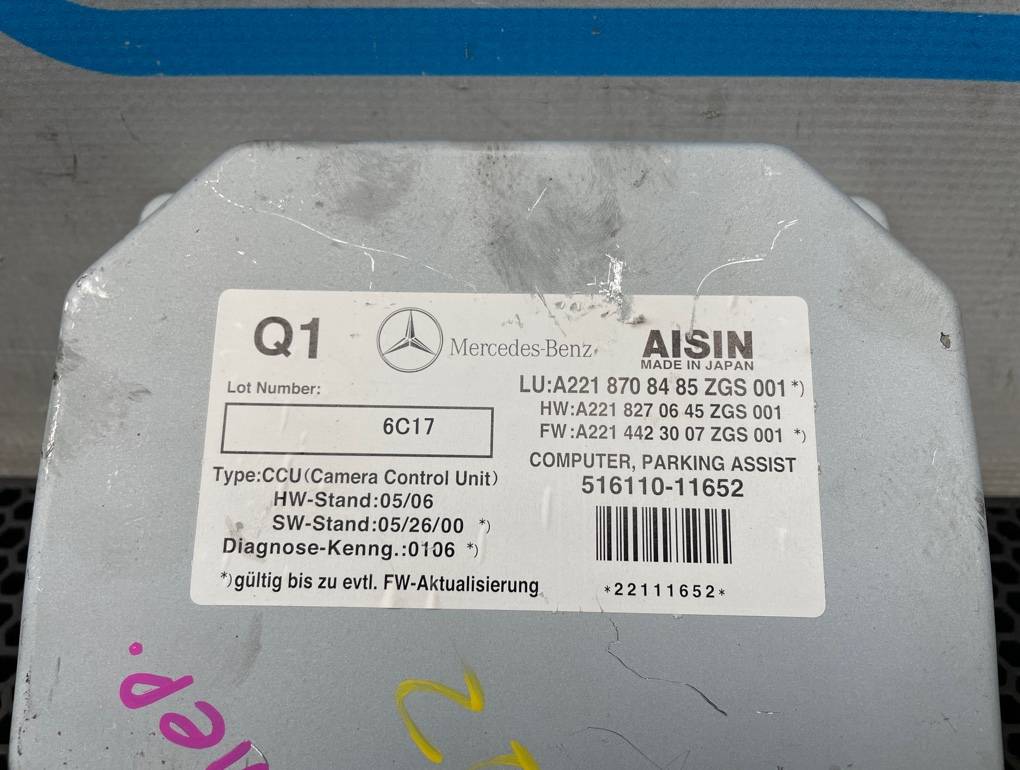 Q1
Mercedes-Benz
AISIN
MADE IN JAPAN
Lot Number:
6C17
LU:A221 870 84 85 ZGS 001 *)
HW:A221 827 06 45 ZGS 001
FW:A221 442 30 07 ZGS 001 *)
COMPUTER, PARKING ASSIST
516110-11652
Type:CCU(Camera Control Unit)
HW-Stand:05/06
SW-Stand:05/26/00 *)
Diagnose-Kenng.:0106 *)
*)gültig bis zu evtl. FW-Aktualisierung
*22111652*